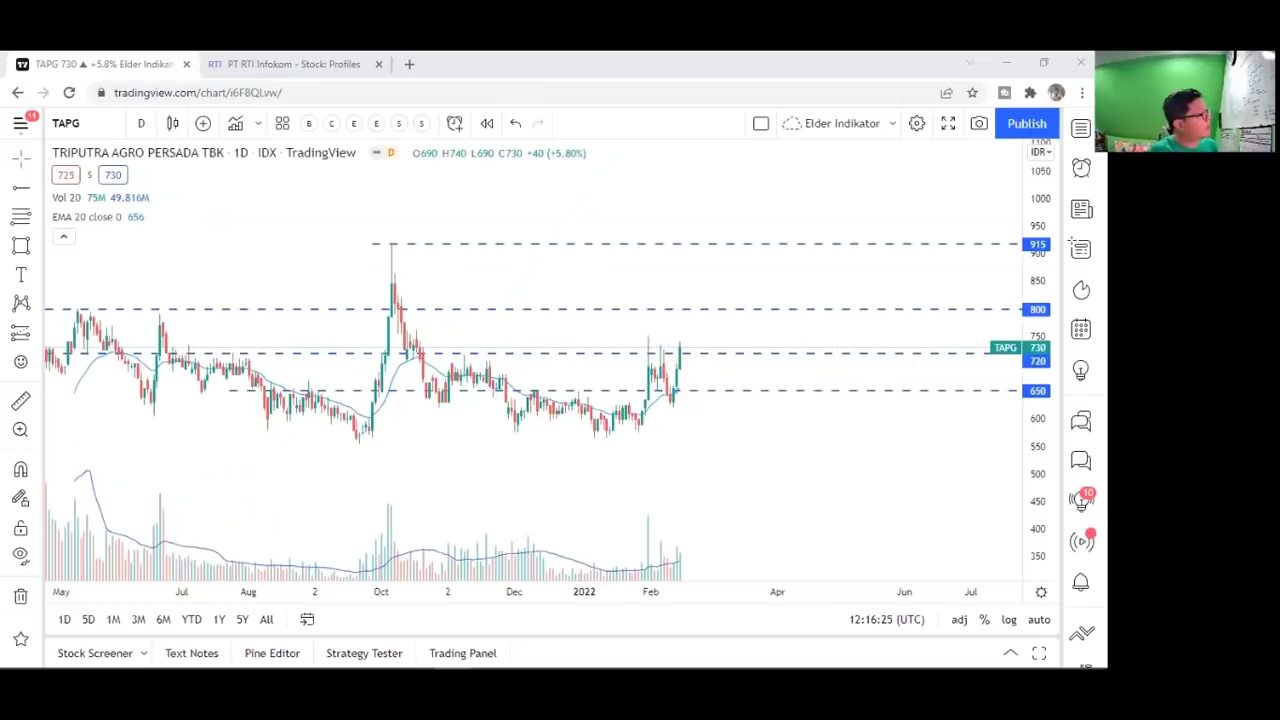 TAPG 730 ▲ +5.8% Elder Indikat
RTI PT RTI Infokom - Stock: Profiles
tradingview.com/chart/i6F8QLvw/
11
TAPG
D
B C E E S S
Elder Indikator
Publish
TRIPUTRA AGRO PERSADA TBK · 1D · IDX · TradingView
D
O690 H740 L690 C730 +40 (+5.80%)
IDR
725 5 730
Vol 20 75M 49.816M
EMA 20 close 0 656
1100
1050
1000
950
915
900
850
800
750
TAPG 730
720
650
600
550
500
450
400
350
10
May Jul Aug 2 Oct 2 Dec 2022 Feb Apr Jun Jul
1D 5D 1M 3M 6M YTD 1Y 5Y All
12:16:25 (UTC) adj % log auto
Stock Screener Text Notes Pine Editor Strategy Tester Trading Panel